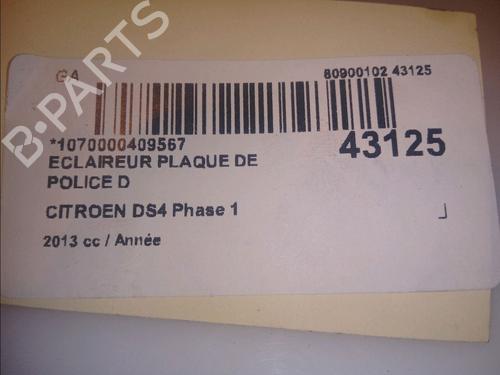 GA
80900102 43125
*1070000409567
43125
ECLAIREUR PLAQUE DE
POLICE D
CITROEN DS4 Phase 1
2013 cc / Année
B-PARTS